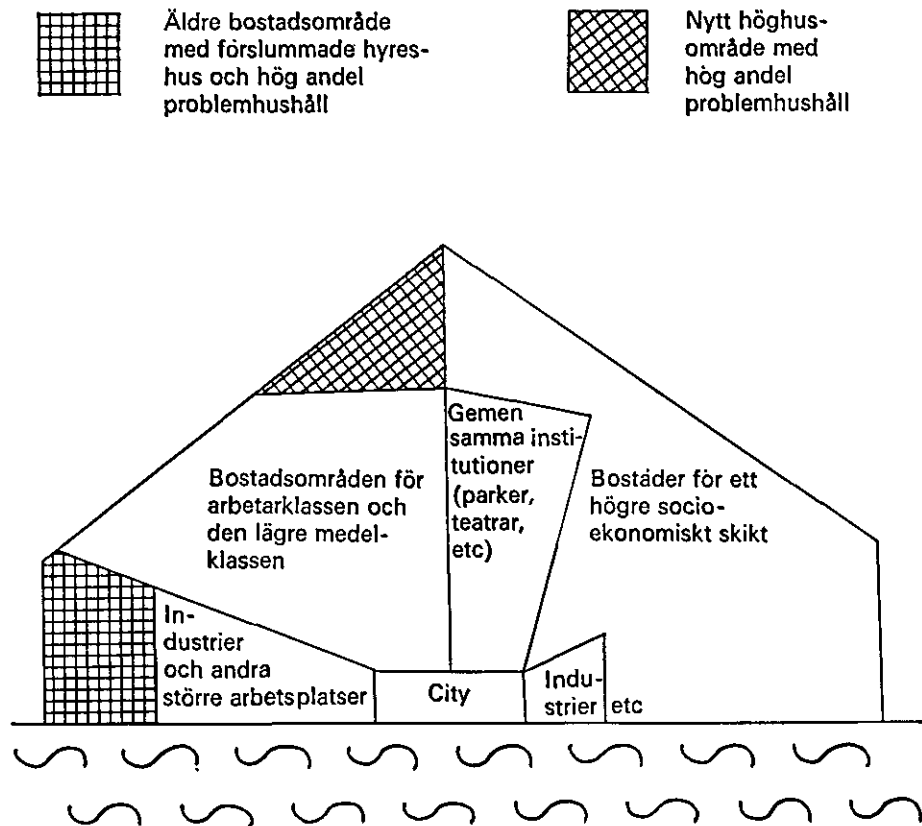 Äldre bostadsområde
med förslummade hyres-
hus och hög andel
problemhushåll
Nytt höghus-
område med
hög andel
problemhushåll
Gemen
samma insti-
tutioner
(parker,
teatrar,
etc)
Bostadsområden för
arbetarklassen och
den lägre medel-
klassen
Bostäder för ett
högre socio-
ekonomiskt skikt
In-
dustrier
och andra
större arbetsplatser
City
Indu-
strier etc